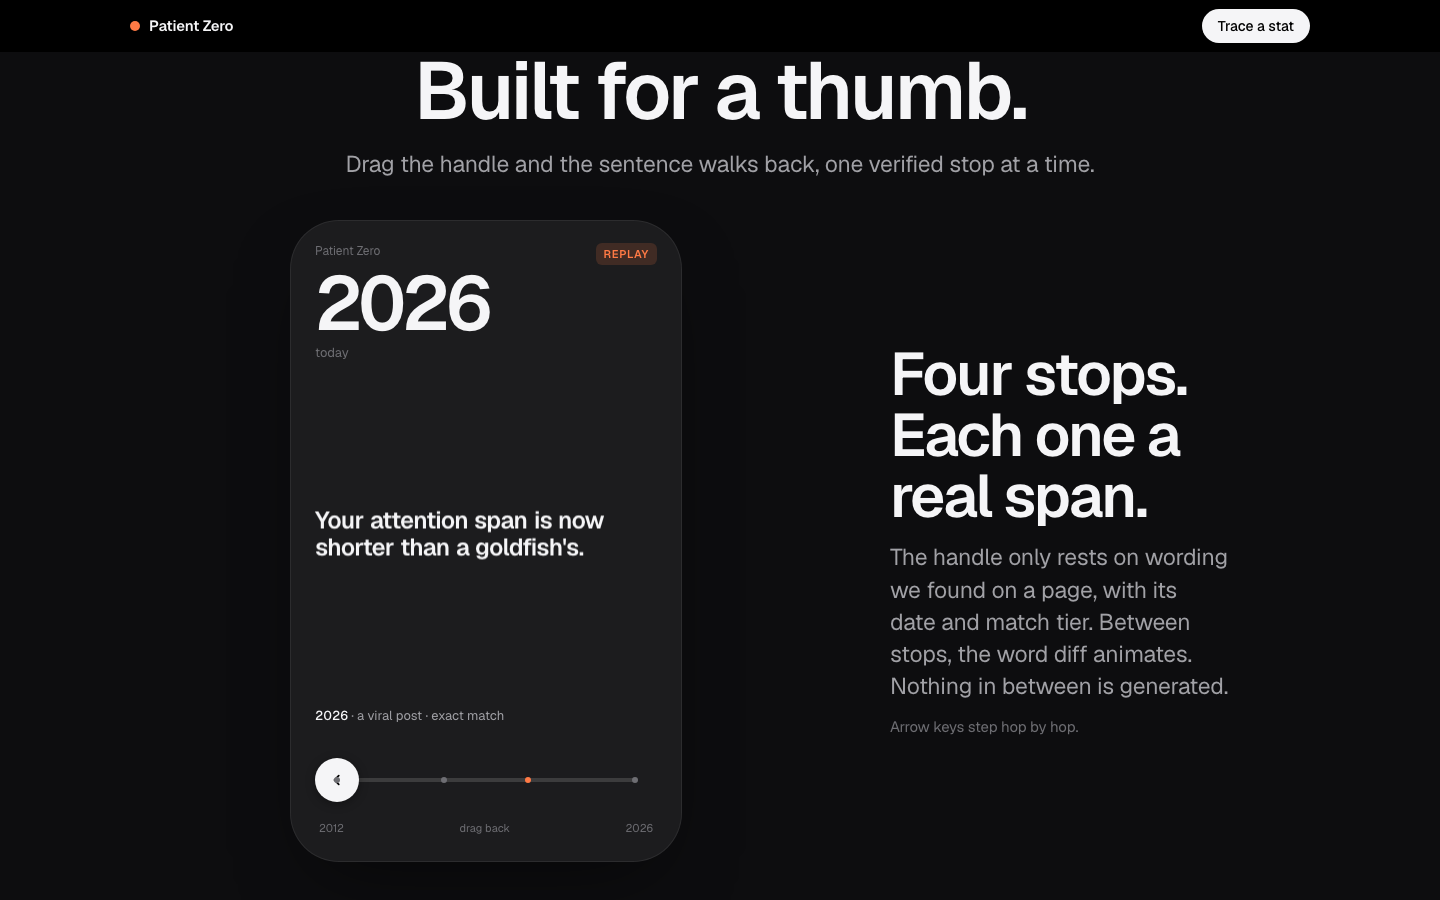 Patient Zero
Trace a stat
Built for a thumb.
Drag the handle and the sentence walks back, one verified stop at a time.
Patient Zero
REPLAY
2026
today
Your attention span is now
shorter than a goldfish's.
2026 · a viral post · exact match
2012
drag back
2026
Four stops.
Each one a
real span.
The handle only rests on wording
we found on a page, with its
date and match tier. Between
stops, the word diff animates.
Nothing in between is generated.
Arrow keys step hop by hop.